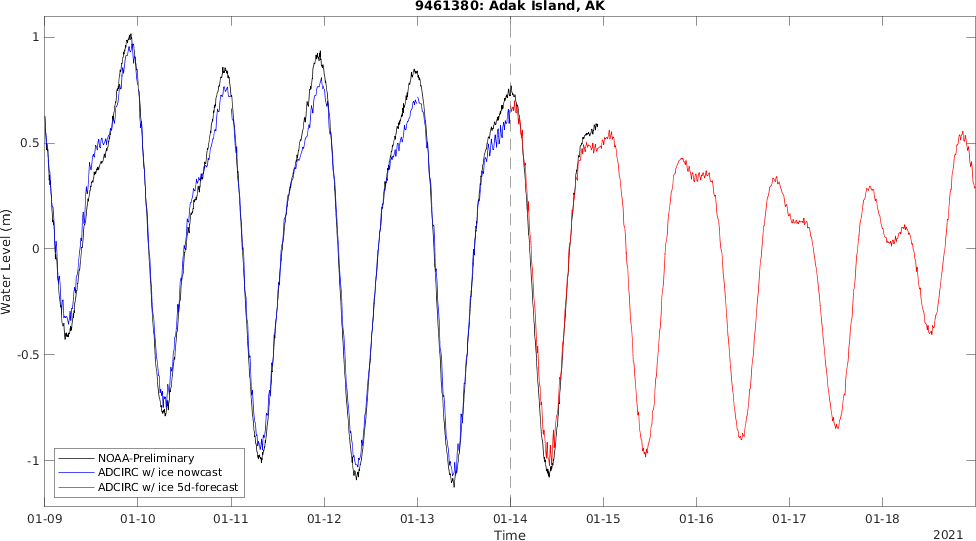 9461380: Adak Island, AK
Water Level (m)
1
0.5
0
-0.5
-1
NOAA-Preliminary
ADCIRC w/ ice nowcast
ADCIRC w/ ice 5d-forecast
01-09 01-10 01-11 01-12 01-13 01-14 01-15 01-16 01-17 01-18
Time
2021